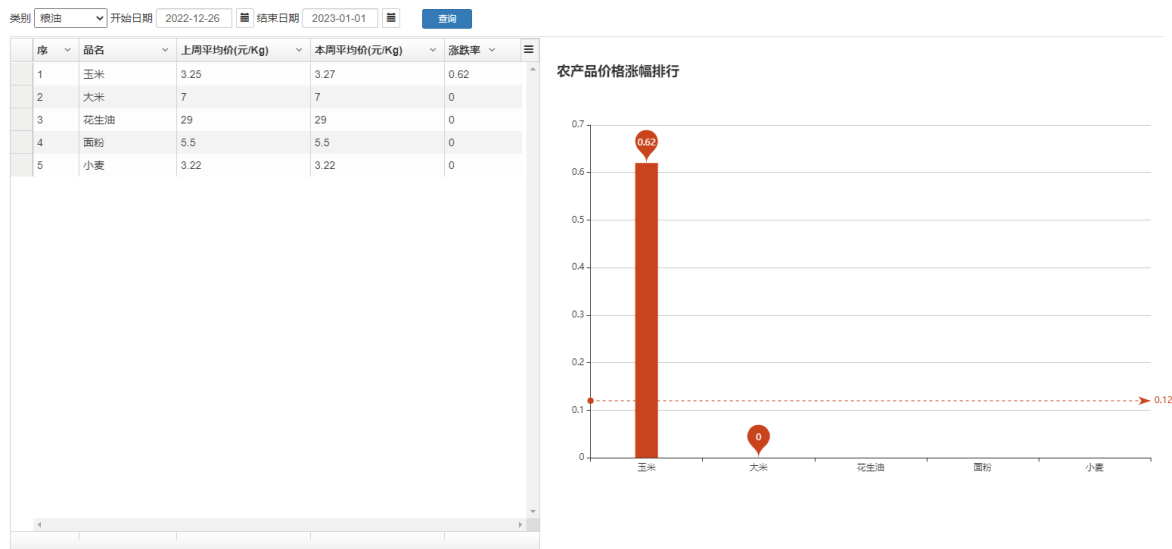 类别 粮油 开始日期 2022-12-26 结束日期 2023-01-01 查询
序 品名 上周平均价(元/Kg) 本周平均价(元/Kg) 涨跌率
1 玉米 3.25 3.27 0.62
2 大米 7 7 0
3 花生油 29 29 0
4 面粉 5.5 5.5 0
5 小麦 3.22 3.22 0
农产品价格涨幅排行
0.7
0.62
0.6
0.5
0.4
0.3
0.2
0.12
0.1
0
0
玉米 大米 花生油 面粉 小麦